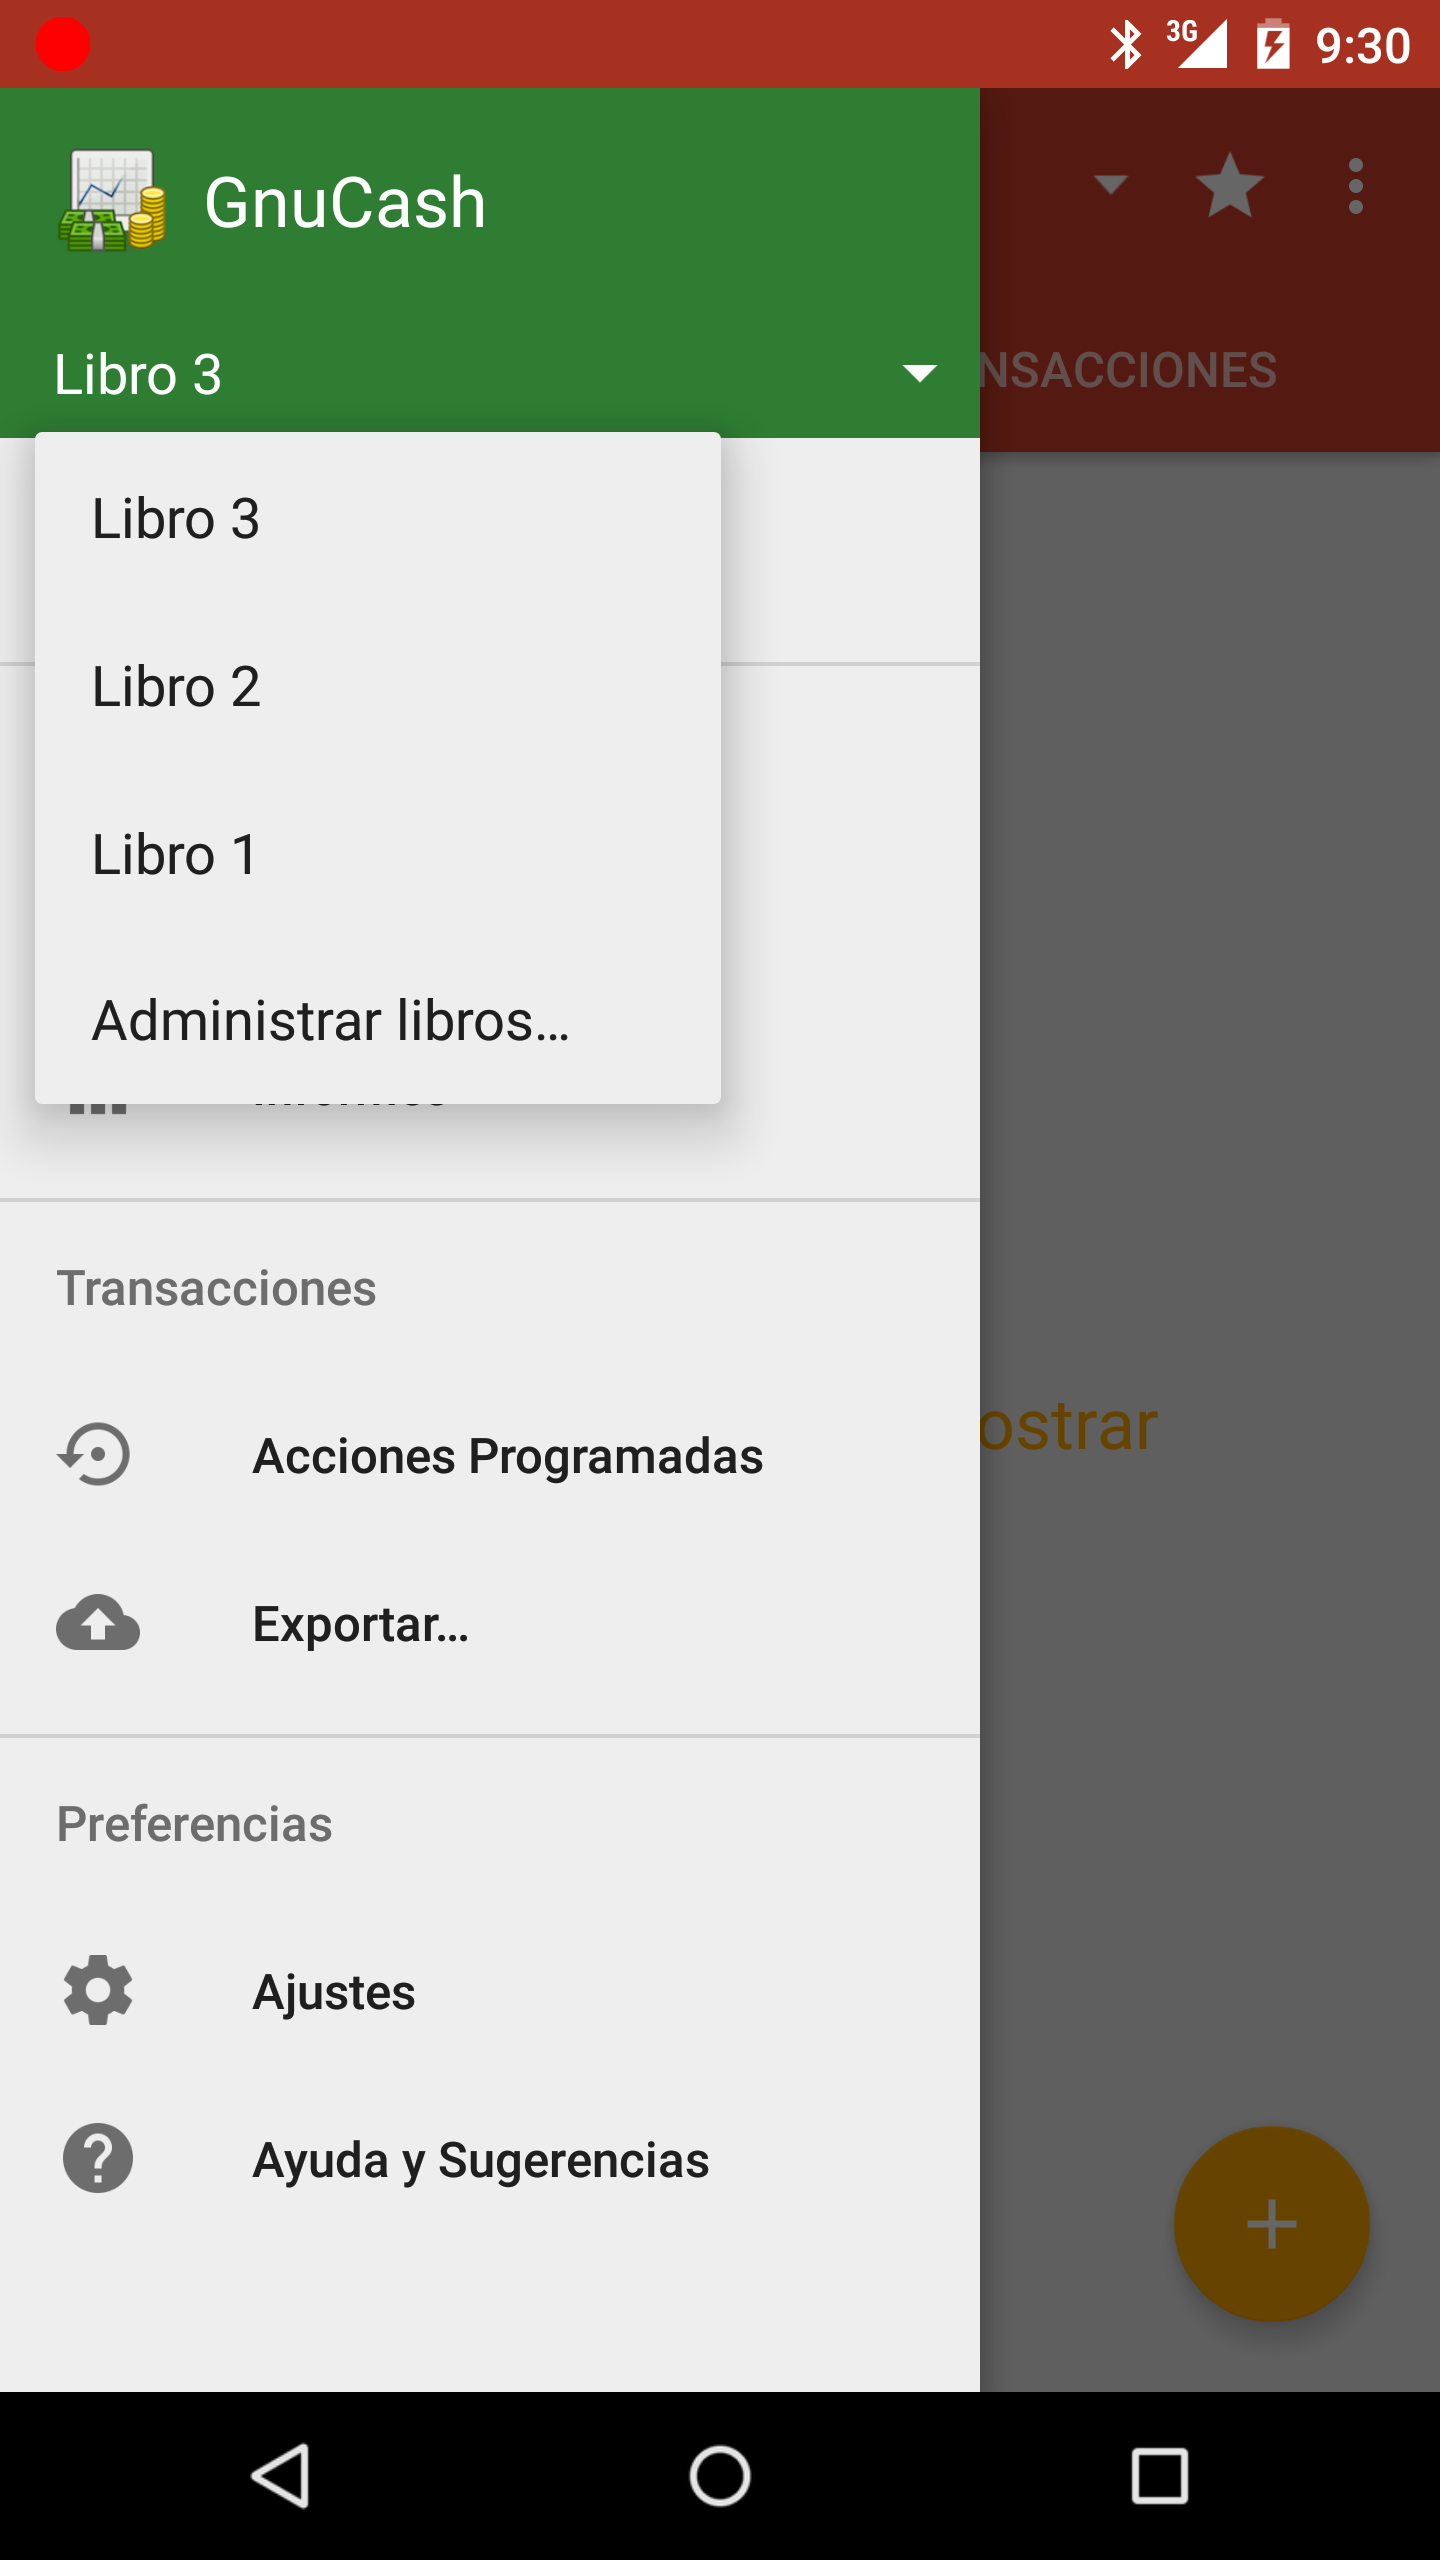 3G 9:30
GnuCash
Libro 3
NSACCIONES
Libro 3
Libro 2
Libro 1
Administrar libros...
Transacciones
Acciones Programadas
ostrar
Exportar...
Preferencias
Ajustes
Ayuda y Sugerencias